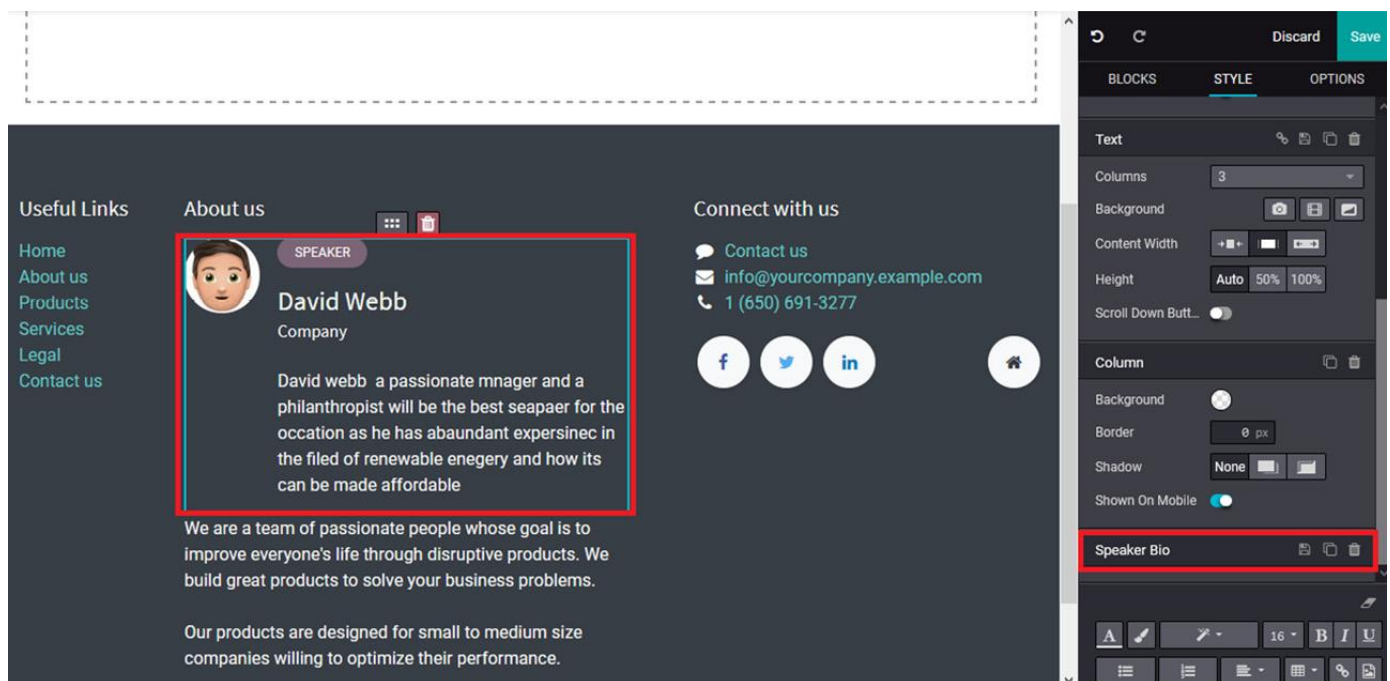 Discard
Save
BLOCKS
STYLE
OPTIONS
Text
Columns
3
Background
Content Width
Height
Auto
50%
100%
Scroll Down Butt...
Column
Background
Border
0 px
Shadow
None
Shown On Mobile
Speaker Bio
A
16
B
I
U
Useful Links
Home
About us
Products
Services
Legal
Contact us
About us
SPEAKER
David Webb
Company
David webb a passionate mnager and a
philanthropist will be the best seapaer for the
occation as he has abaundant expersinec in
the filed of renewable enegery and how its
can be made affordable
We are a team of passionate people whose goal is to
improve everyone's life through disruptive products. We
build great products to solve your business problems.
Our products are designed for small to medium size
companies willing to optimize their performance.
Connect with us
Contact us
info@yourcompany.example.com
1 (650) 691-3277
f
in